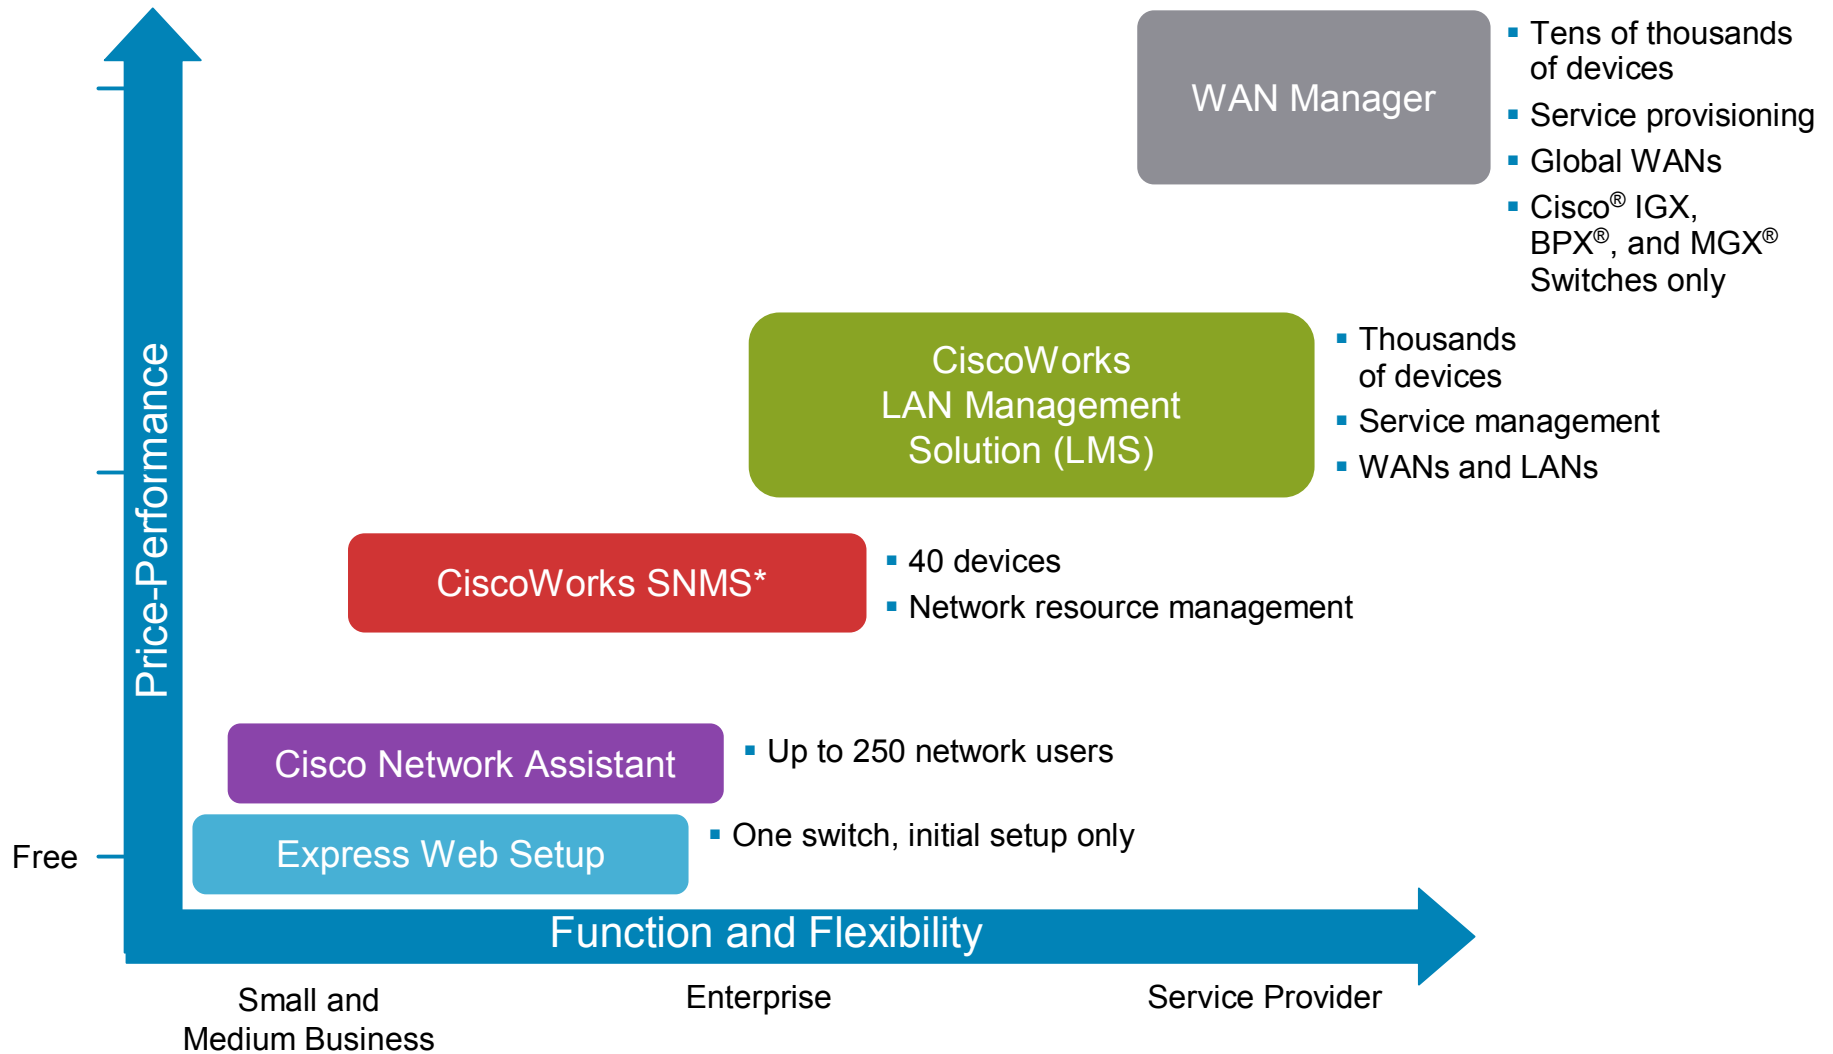 WAN Manager
Tens of thousands
of devices
Service provisioning
Global WANs
Cisco® IGX,
BPX®, and MGX®
Switches only
CiscoWorks
LAN Management
Solution (LMS)
Thousands
of devices
Service management
WANs and LANs
CiscoWorks SNMS*
40 devices
Network resource management
Cisco Network Assistant
Up to 250 network users
Express Web Setup
One switch, initial setup only
Price-Performance
Free
Function and Flexibility
Small and
Medium Business
Enterprise
Service Provider